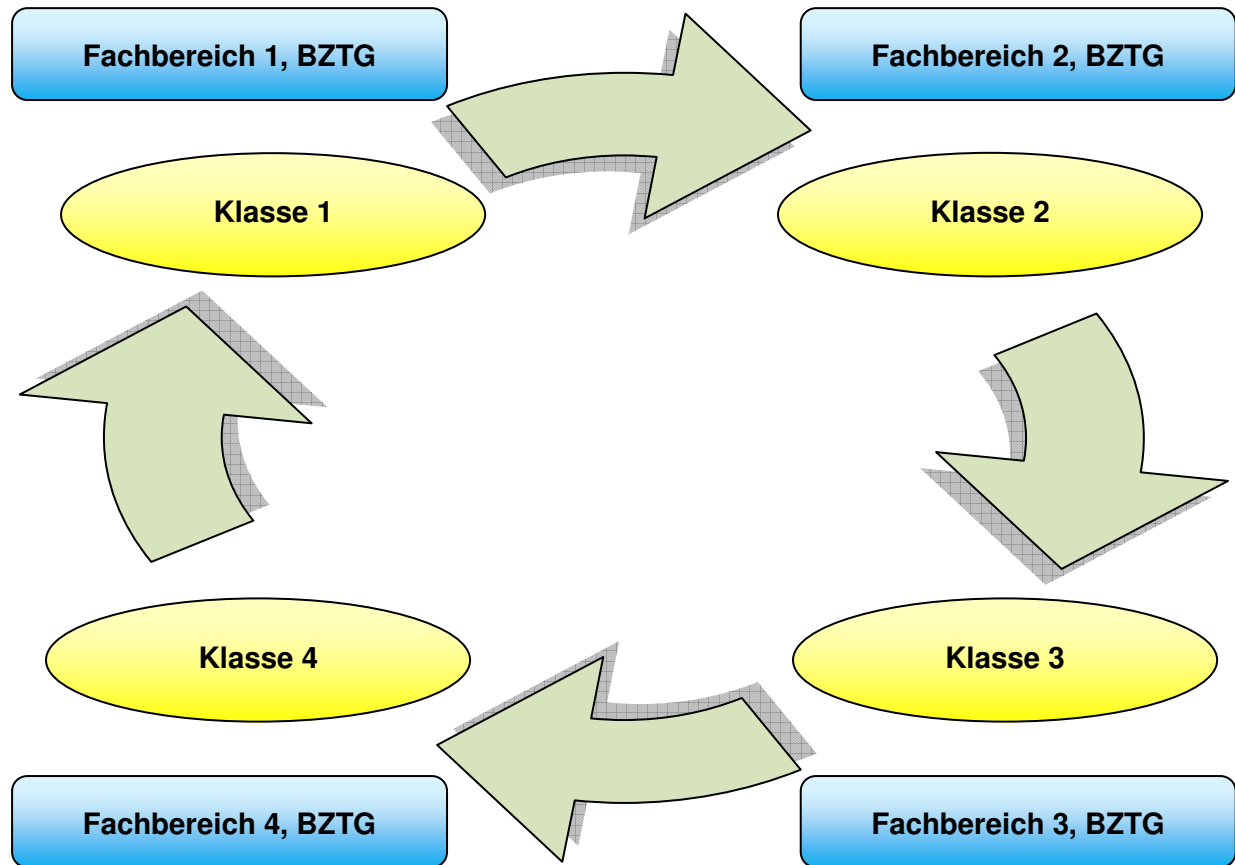 Fachbereich 1, BZTG
Fachbereich 2, BZTG
Klasse 1
Klasse 2
Klasse 4
Klasse 3
Fachbereich 4, BZTG
Fachbereich 3, BZTG